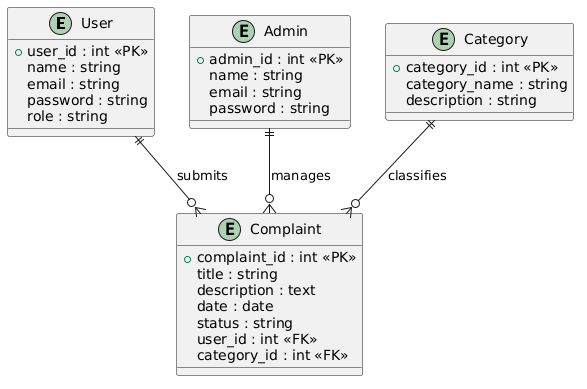 E User
user_id : int «PK»
name : string
email : string
password : string
role : string
E Admin
admin_id : int «PK»
name : string
email : string
password : string
E Category
category_id : int «PK»
category_name : string
description : string
submits
manages
classifies
E Complaint
complaint_id : int «PK»
title : string
description : text
date : date
status : string
user_id : int «FK»
category_id : int «FK»